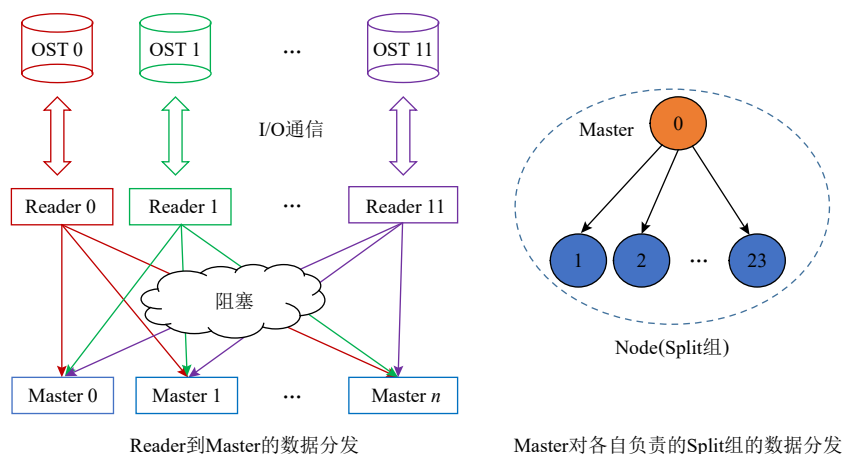 OST 0
OST 1
...
OST 11
I/O通信
Reader 0
Reader 1
...
Reader 11
阻塞
Master 0
Master 1
...
Master n
Reader到Master的数据分发
Master
0
1
2
...
23
Node(Split组)
Master对各自负责的Split组的数据分发